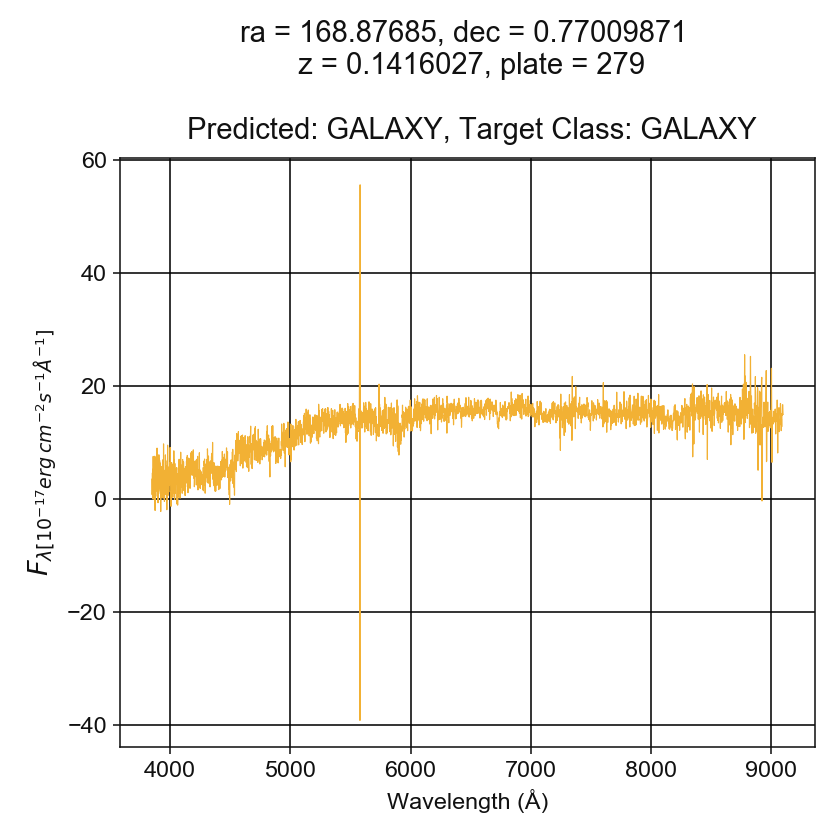 ra = 168.87685, dec = 0.77009871
z = 0.1416027, plate = 279
Predicted: GALAXY, Target Class: GALAXY
60
40
20
0
−20
−40
F_λ[10^{−17} erg cm^{−2} s^{−1} Å^{−1}]
4000 5000 6000 7000 8000 9000
Wavelength (Å)